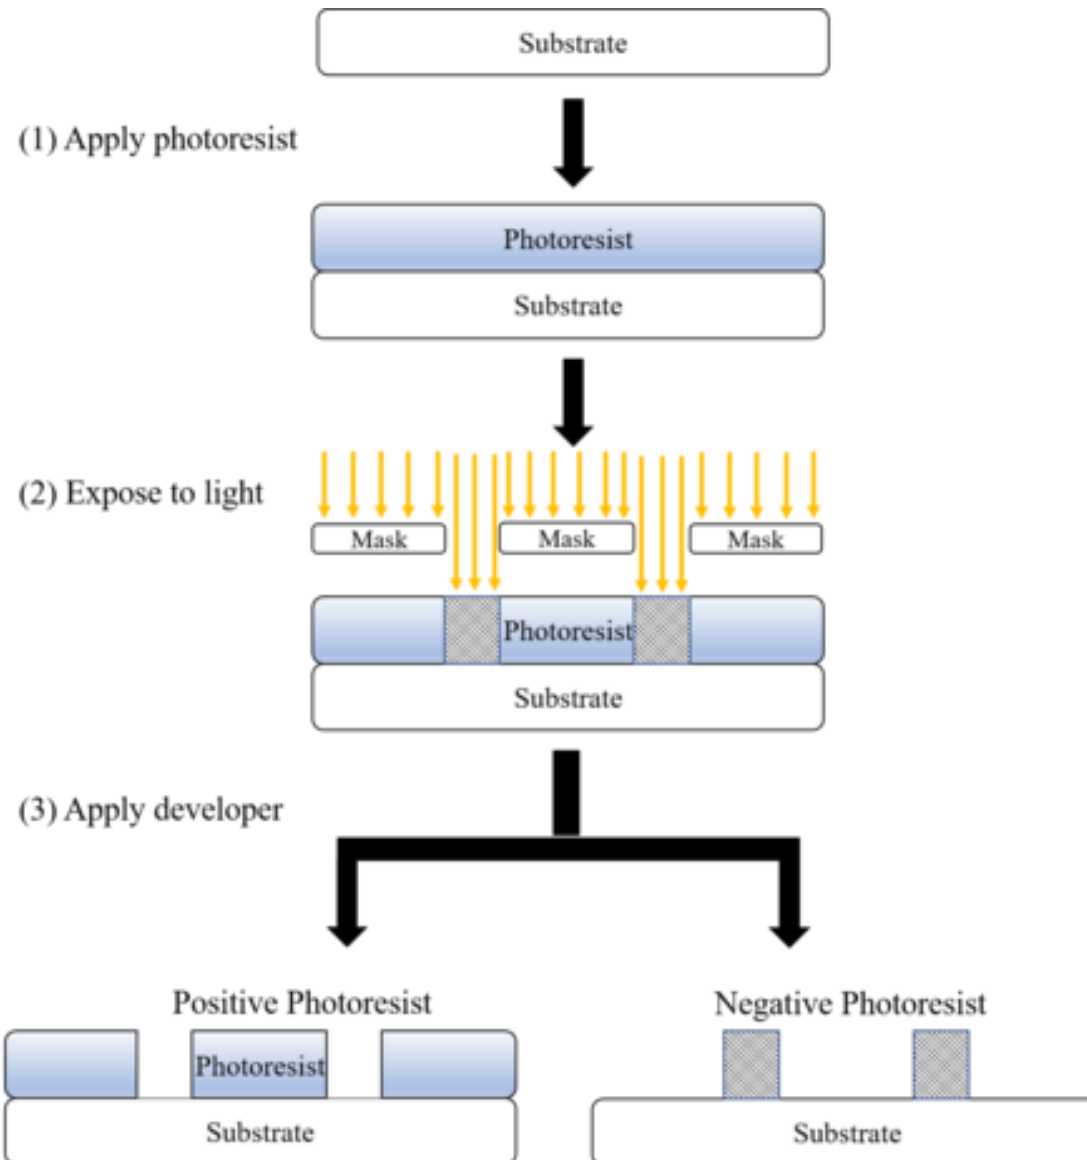 Substrate
(1) Apply photoresist
Photoresist
Substrate
(2) Expose to light
Mask Mask Mask
Photoresist
Substrate
(3) Apply developer
Positive Photoresist
Photoresist
Substrate
Negative Photoresist
Substrate